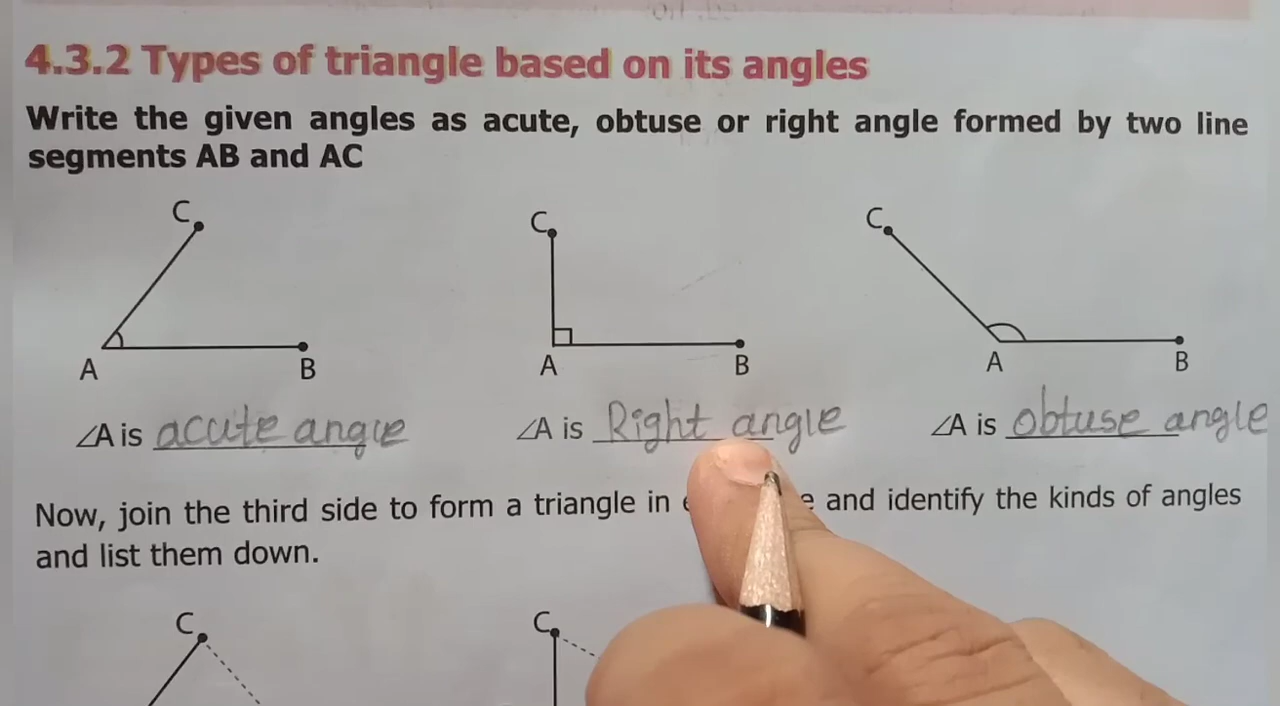 4.3.2 Types of triangle based on its angles
Write the given angles as acute, obtuse or right angle formed by two line
segments AB and AC
C C C
A B A B A B
∠A is acute angle ∠A is Right angle ∠A is obtuse angle
Now, join the third side to form a triangle in and identify the kinds of angles
and list them down.
C C